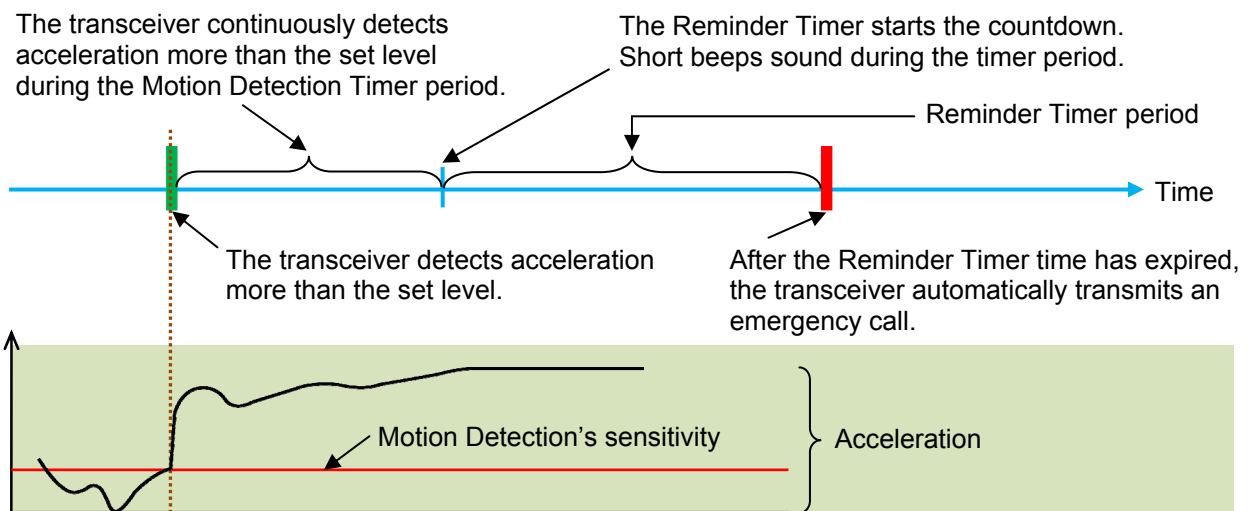 The transceiver continuously detects
acceleration more than the set level
during the Motion Detection Timer period.
The Reminder Timer starts the countdown.
Short beeps sound during the timer period.
Reminder Timer period
Time
The transceiver detects acceleration
more than the set level.
After the Reminder Timer time has expired,
the transceiver automatically transmits an
emergency call.
Motion Detection’s sensitivity
Acceleration